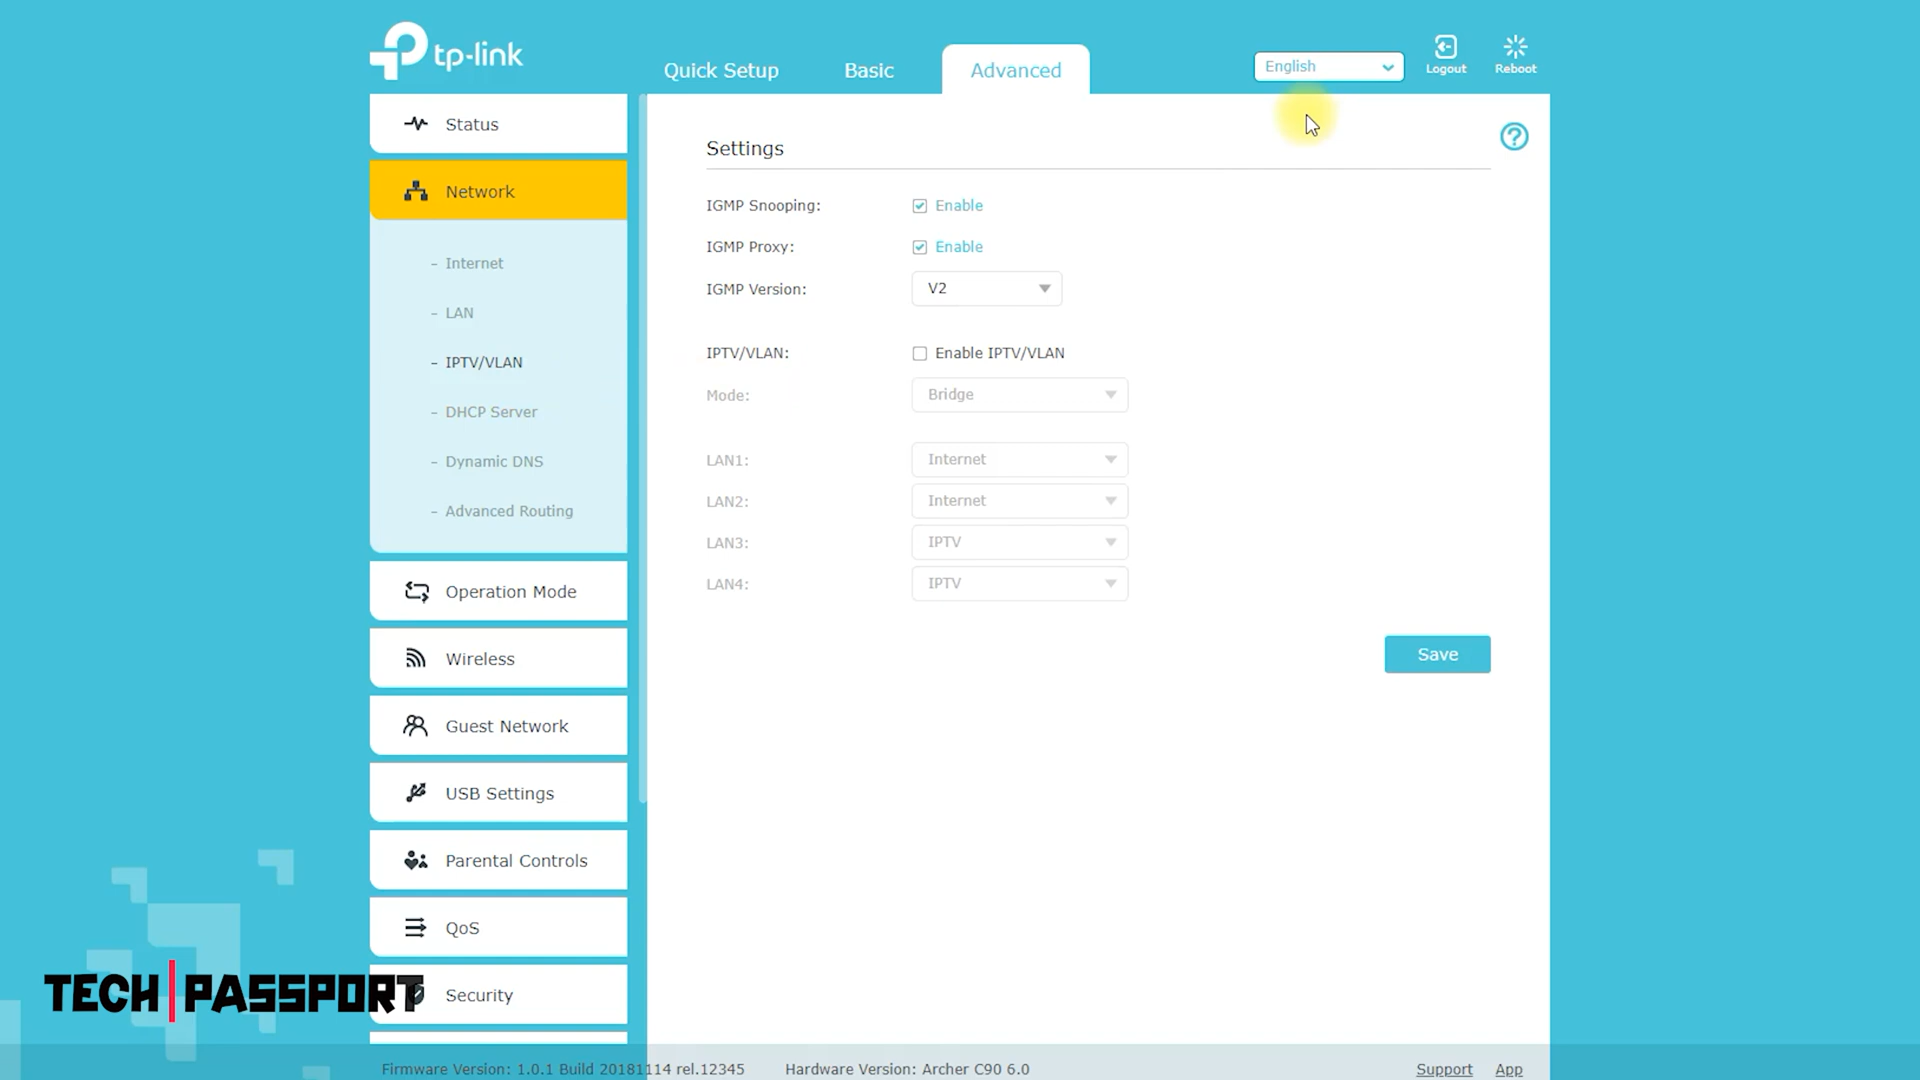 tp-link
Quick Setup
Basic
Advanced
English
Logout
Reboot
Status
Network
- Internet
- LAN
- IPTV/VLAN
- DHCP Server
- Dynamic DNS
- Advanced Routing
Operation Mode
Wireless
Guest Network
USB Settings
Parental Controls
QoS
Security
Settings
?
IGMP Snooping: Enable
IGMP Proxy: Enable
IGMP Version: V2
IPTV/VLAN: Enable IPTV/VLAN
Mode: Bridge
LAN1: Internet
LAN2: Internet
LAN3: IPTV
LAN4: IPTV
Save
TECH|PASSPORT
Firmware Version: 1.0.1 Build 20181114 rel.12345 Hardware Version: Archer C90 6.0 Support App